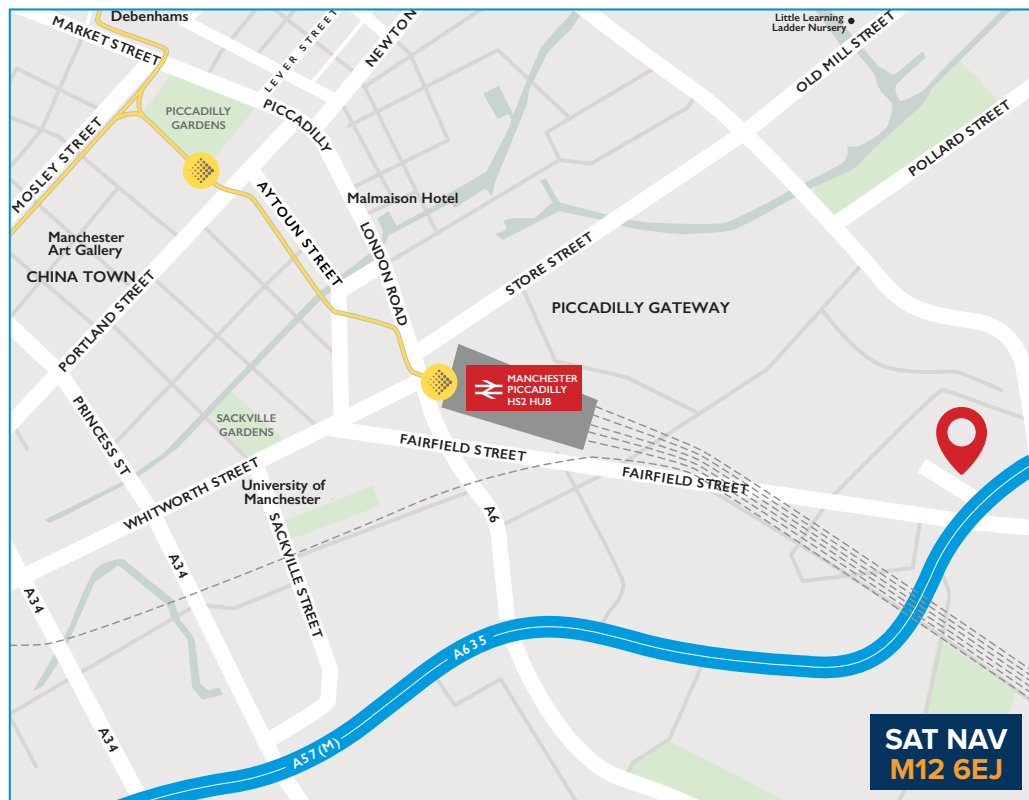 Debenhams
MARKET STREET
LEVER STREET
NEWTON
Little Learning
Ladder Nursery
OLD MILL STREET
PICCADILLY
GARDENS
PICCADILLY
POLLARD STREET
MOSLEY STREET
AYTOUN STREET
Malmaison Hotel
Manchester
Art Gallery
CHINA TOWN
LONDON ROAD
STORE STREET
PORTLAND STREET
PICCADILLY GATEWAY
MANCHESTER
PICCADILLY
HS2 HUB
PRINCESS ST
SACKVILLE
GARDENS
FAIRFIELD STREET
FAIRFIELD STREET
WHITWORTH STREET
University of
Manchester
SACKVILLE STREET
A6
A34
A34
A635
A34
A57(M)
SAT NAV
M12 6EJ